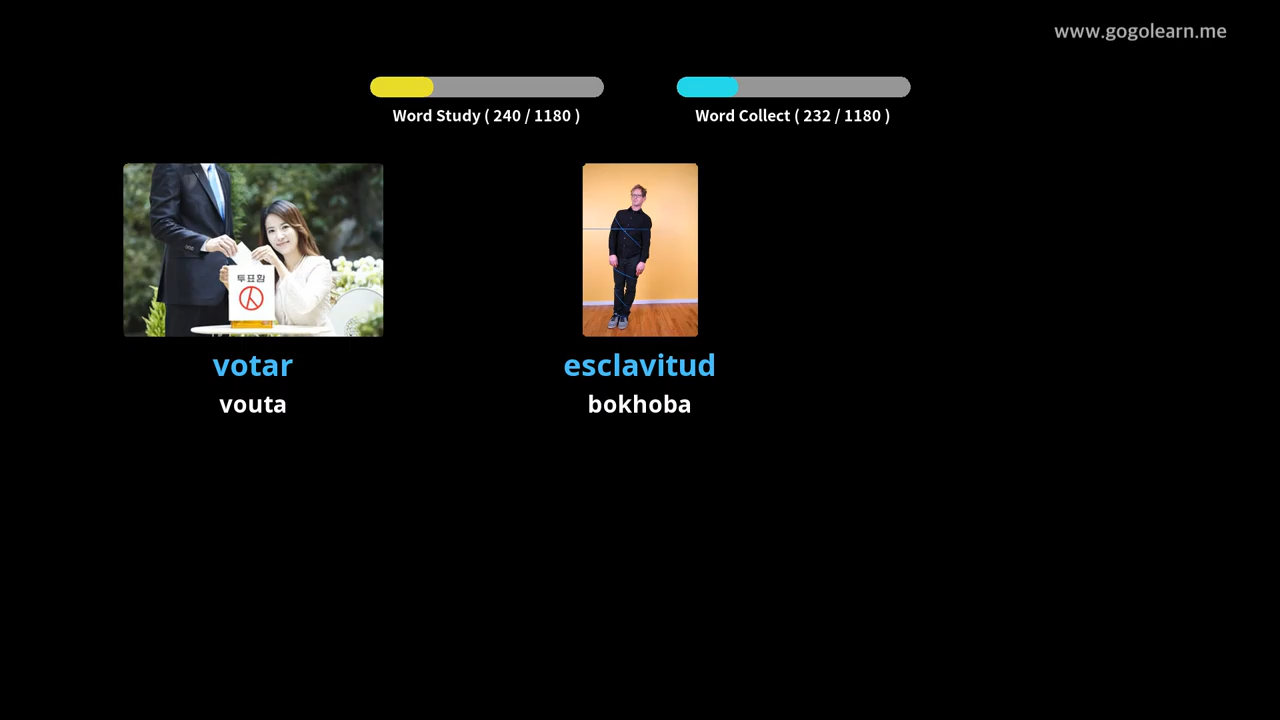 www.gogolearn.me
Word Study ( 240 / 1180 )
Word Collect ( 232 / 1180 )
투표함
votar
vouta
esclavitud
bokhoba